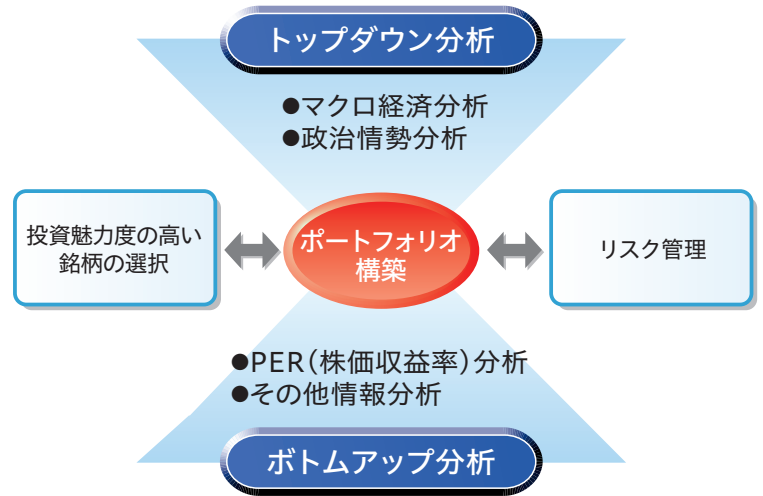 トップダウン分析
●マクロ経済分析
●政治情勢分析
投資魅力度の高い
銘柄の選択
ポートフォリオ
構築
リスク管理
●PER(株価収益率)分析
●その他情報分析
ボトムアップ分析